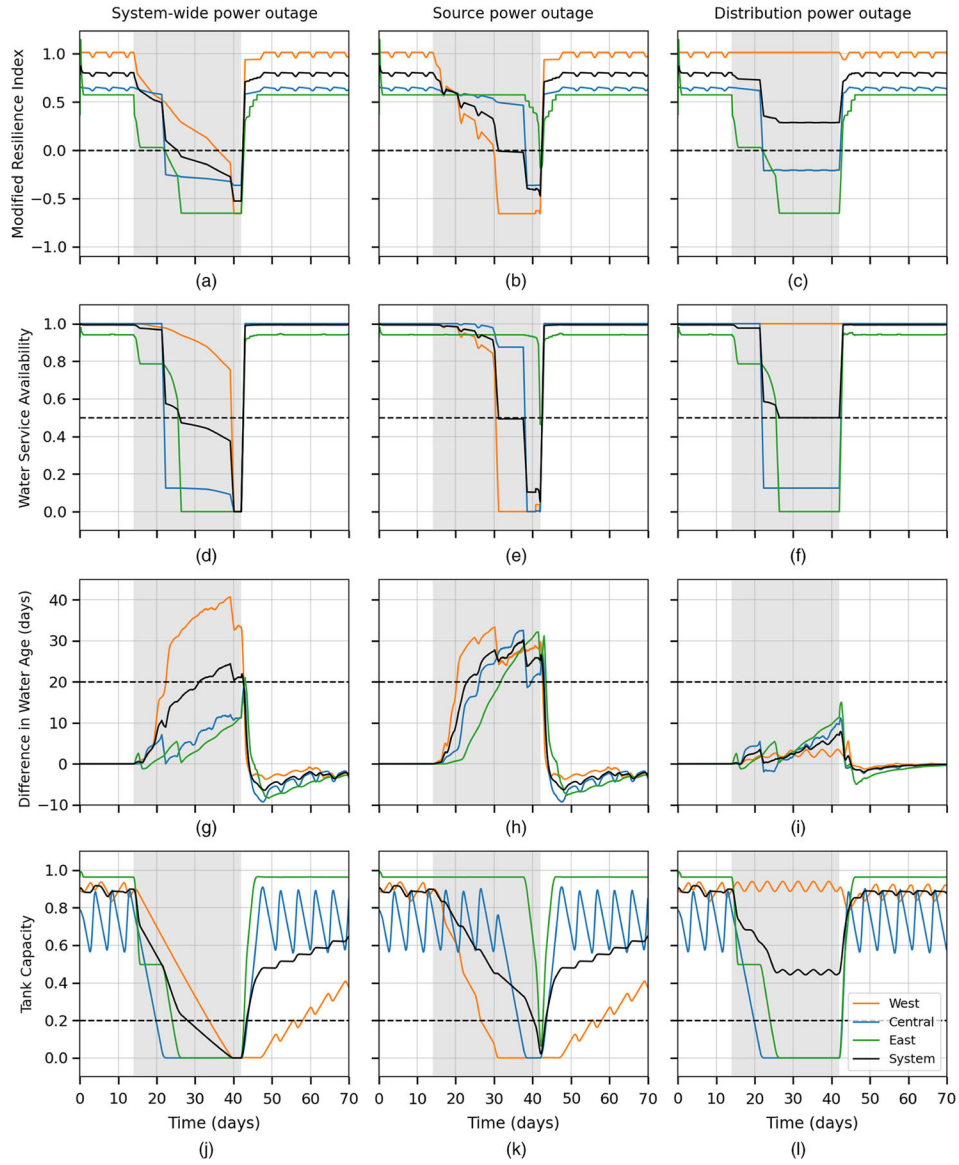 System-wide power outage
Source power outage
Distribution power outage
Modified Resilience Index
1.0
0.5
0.0
−0.5
−1.0
(a)
(b)
(c)
Water Service Availability
1.0
0.8
0.6
0.4
0.2
0.0
(d)
(e)
(f)
Difference in Water Age (days)
40
30
20
10
0
−10
(g)
(h)
(i)
Tank Capacity
1.0
0.8
0.6
0.4
0.2
0.0
West
Central
East
System
0 10 20 30 40 50 60 70
0 10 20 30 40 50 60 70
0 10 20 30 40 50 60 70
Time (days)
Time (days)
Time (days)
(j)
(k)
(l)